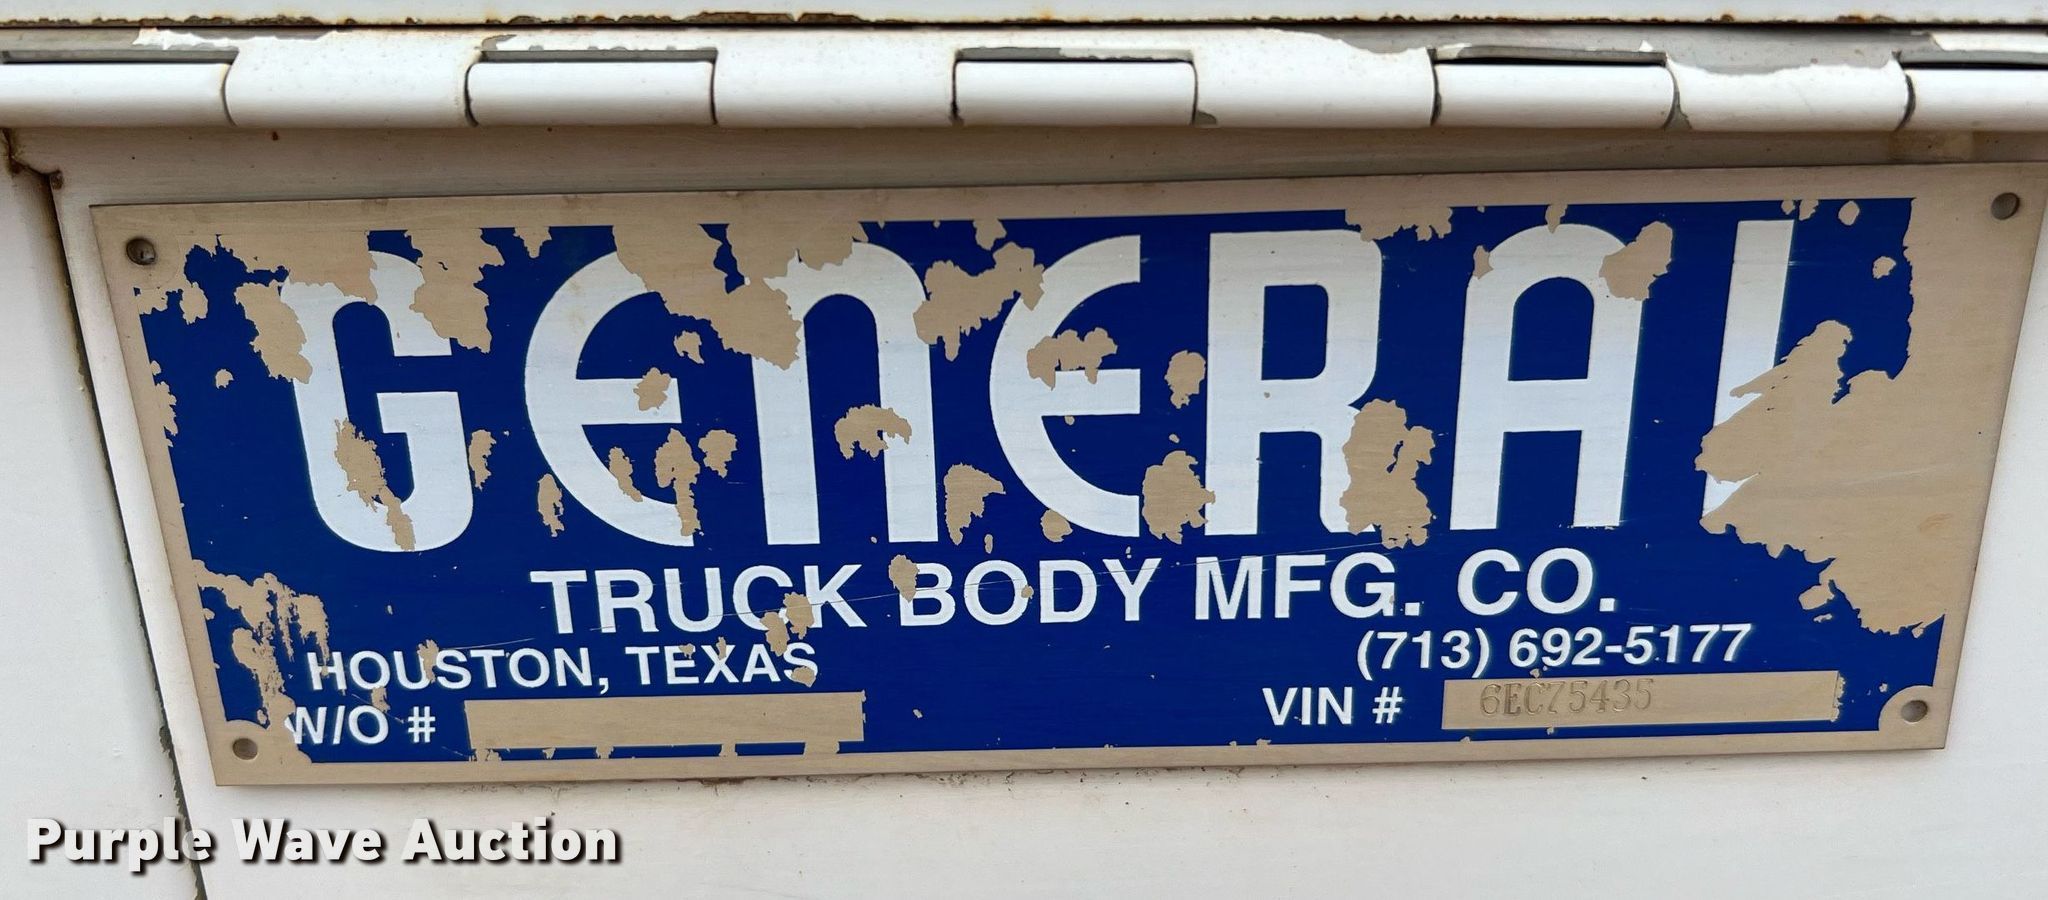 GENERAL
TRUCK BODY MFG. CO.
HOUSTON, TEXAS
(713) 692-5177
W/O #
VIN # 6EC75435
Purple Wave Auction